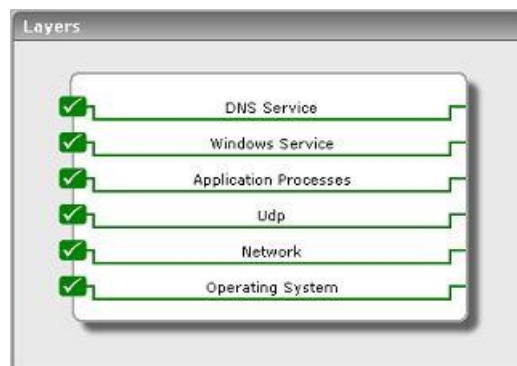 Layers
DNS Service
Windows Service
Application Processes
Udp
Network
Operating System